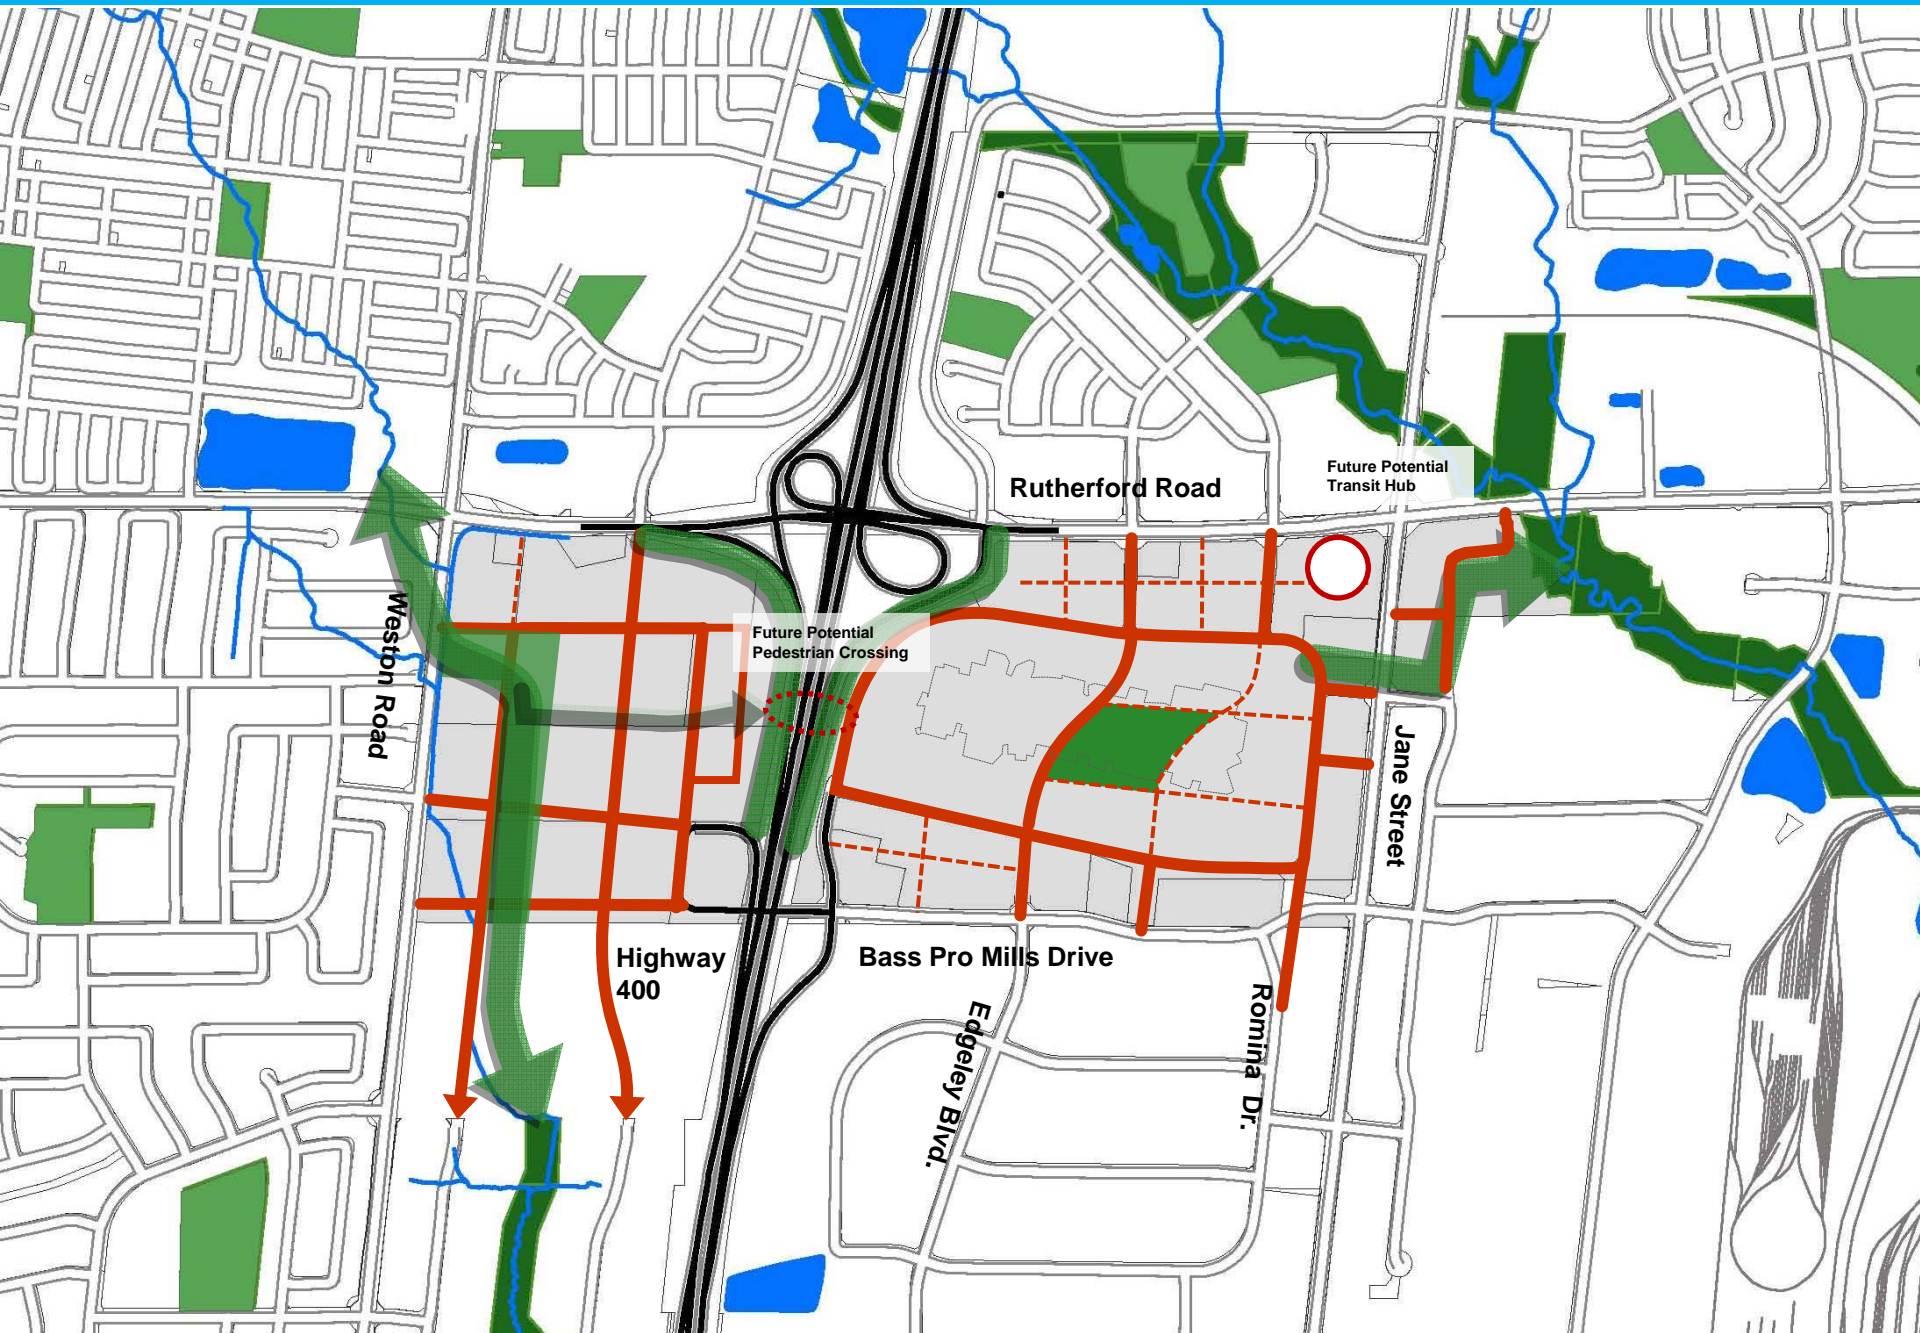 Rutherford Road
Future Potential
Transit Hub
Weston Road
Future Potential
Pedestrian Crossing
Jane Street
Highway
400
Bass Pro Mills Drive
Edgeley Blvd.
Romina Dr.